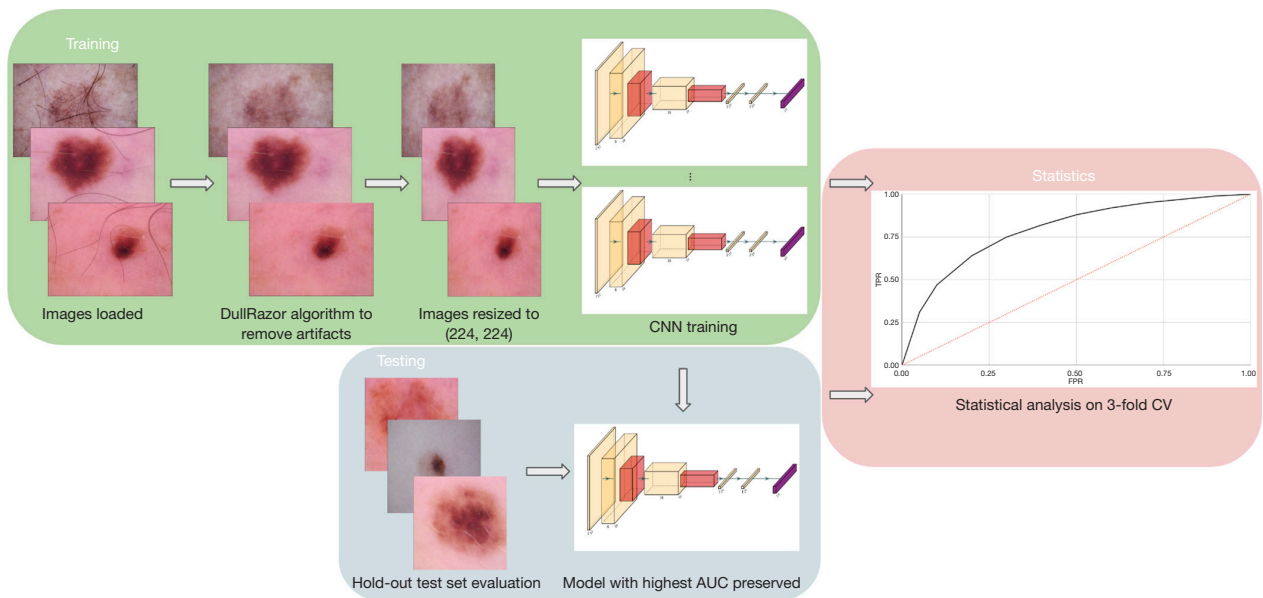 Training
Images loaded
DullRazor algorithm to
remove artifacts
Images resized to
(224, 224)
CNN training
Testing
Hold-out test set evaluation
Model with highest AUC preserved
Statistics
1.00
0.75
0.50
0.25
0.00
TPR
0.00
0.25
0.50
0.75
1.00
FPR
Statistical analysis on 3-fold CV